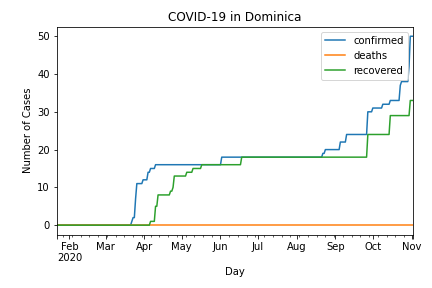 COVID-19 in Dominica
50
40
30
20
10
0
Number of Cases
confirmed
deaths
recovered
Feb Mar Apr May Jun Jul Aug Sep Oct Nov
2020
Day